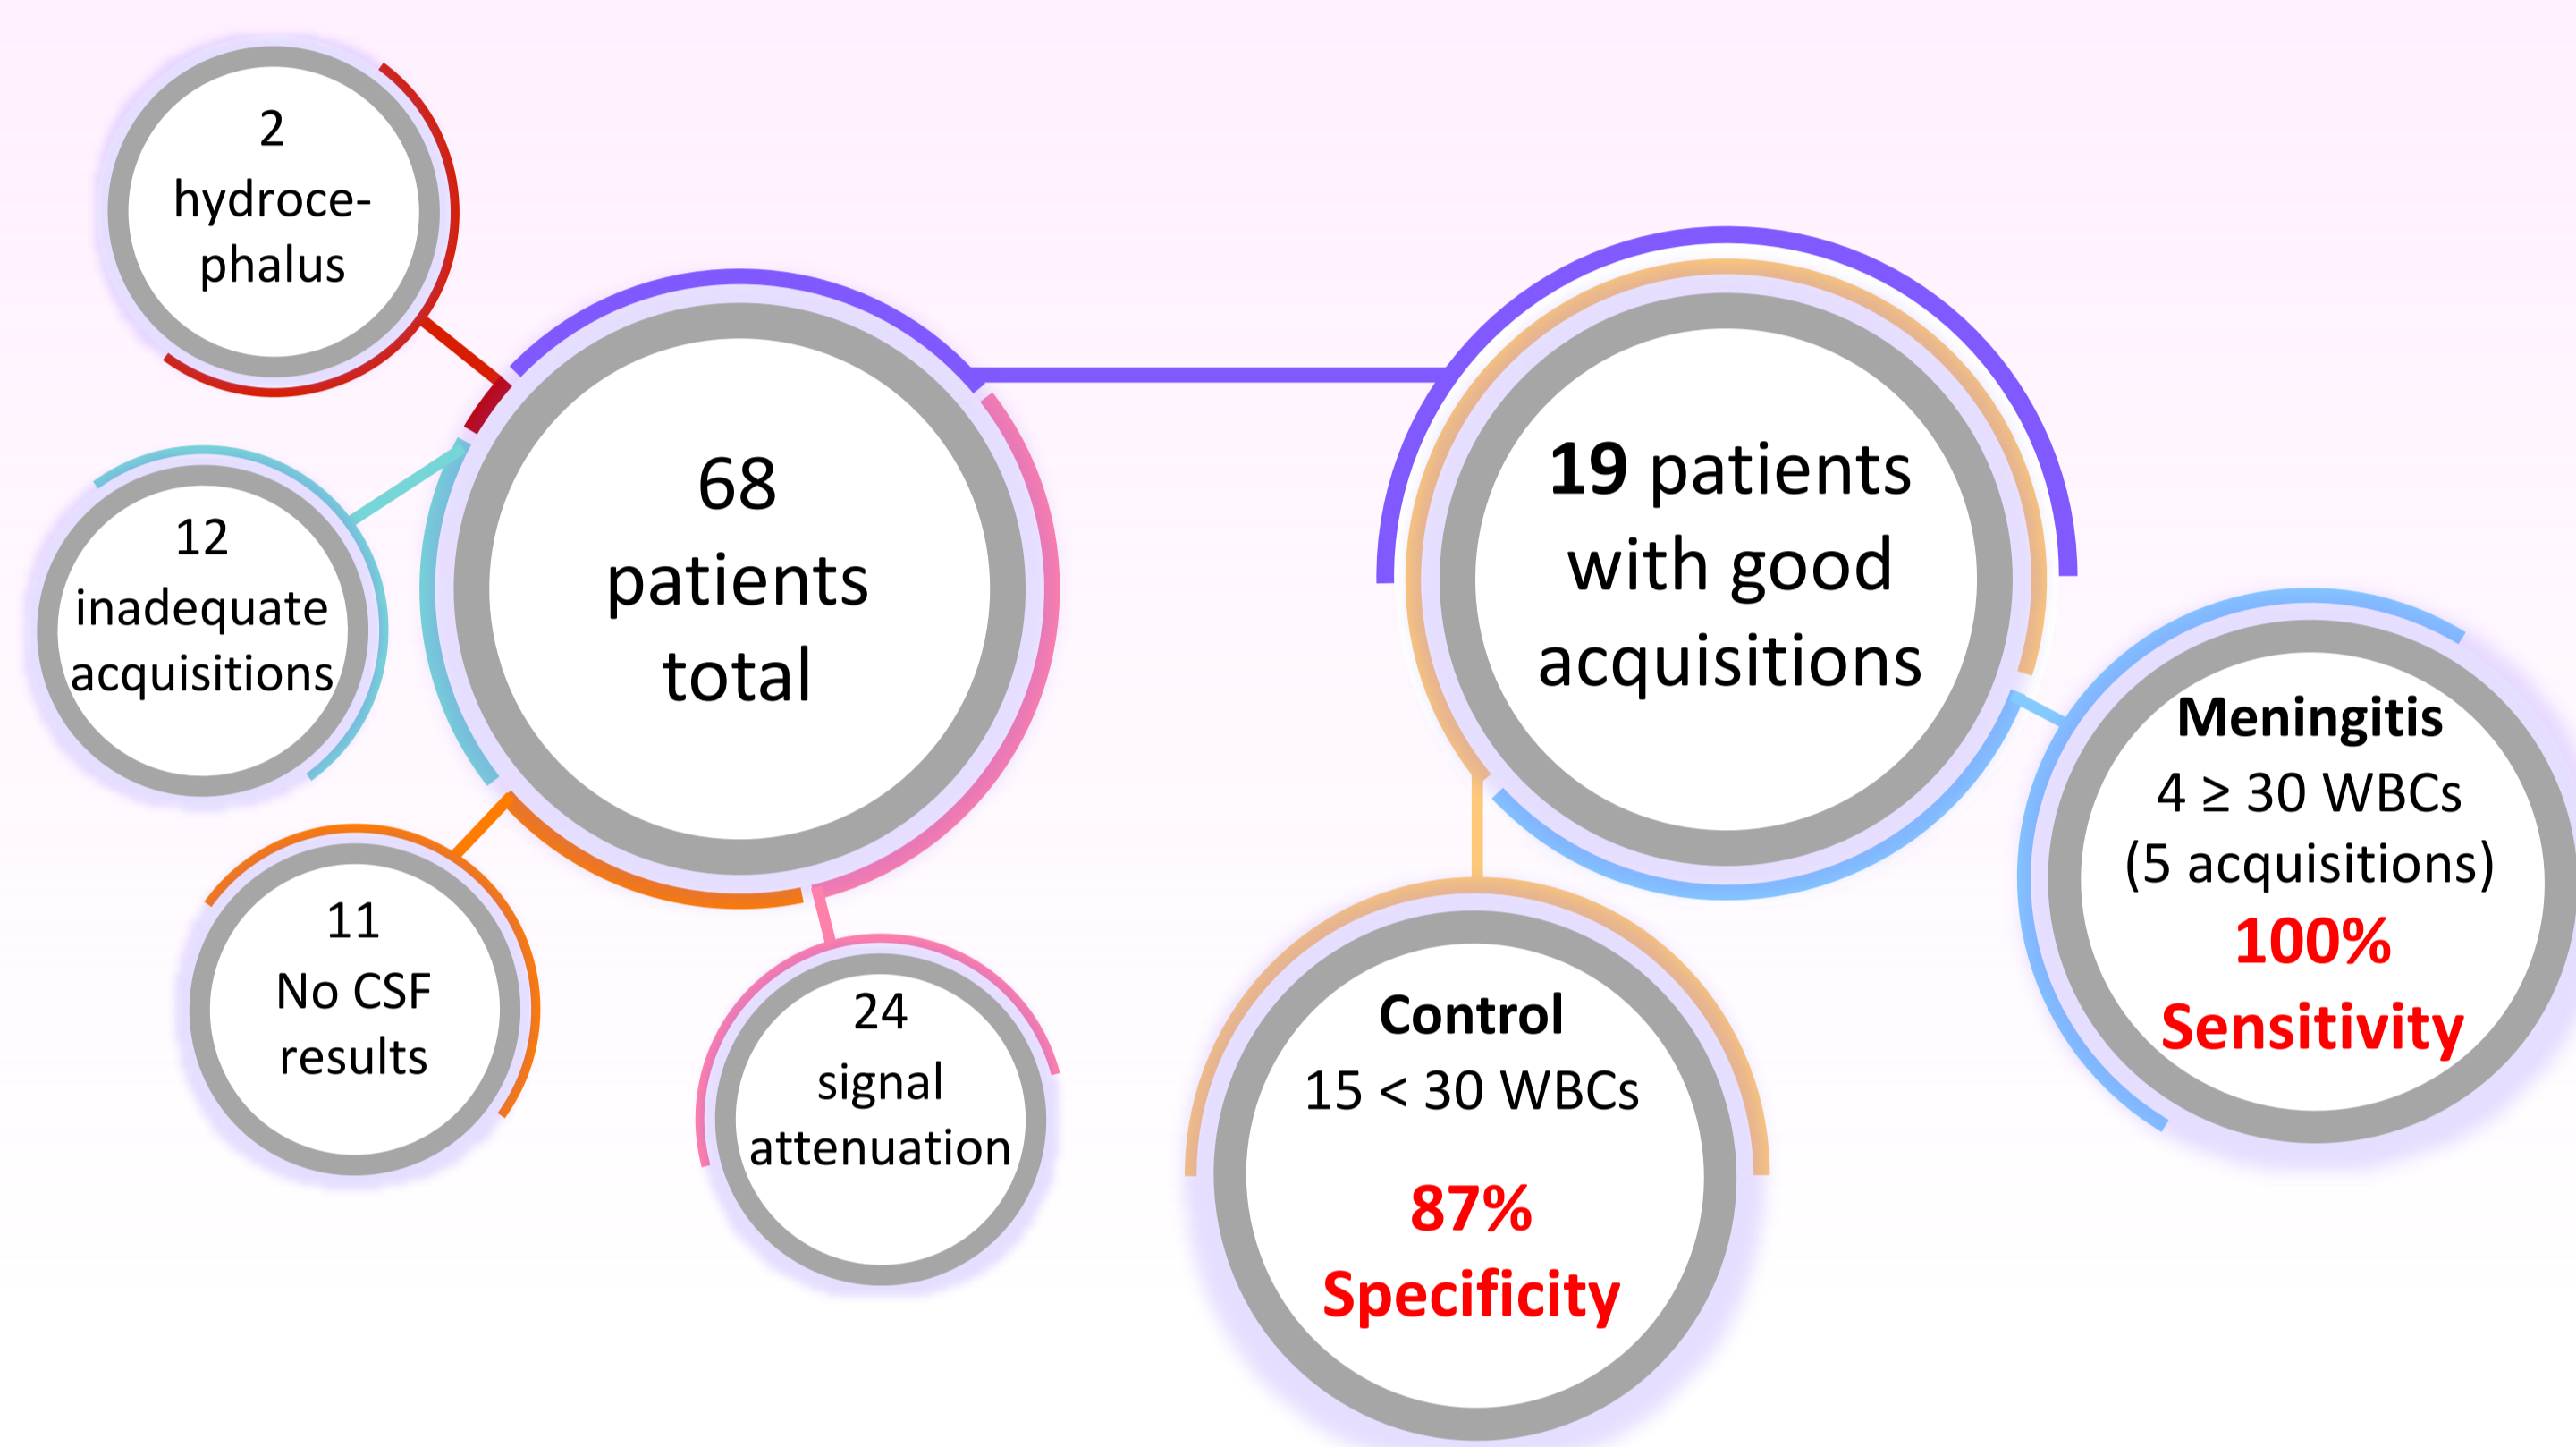 2
hydroce-
phalus
12
inadequate
acquisitions
11
No CSF
results
24
signal
attenuation
68
patients
total
19 patients
with good
acquisitions
Control
15 < 30 WBCs
87%
Specificity
Meningitis
4 ≥ 30 WBCs
(5 acquisitions)
100%
Sensitivity